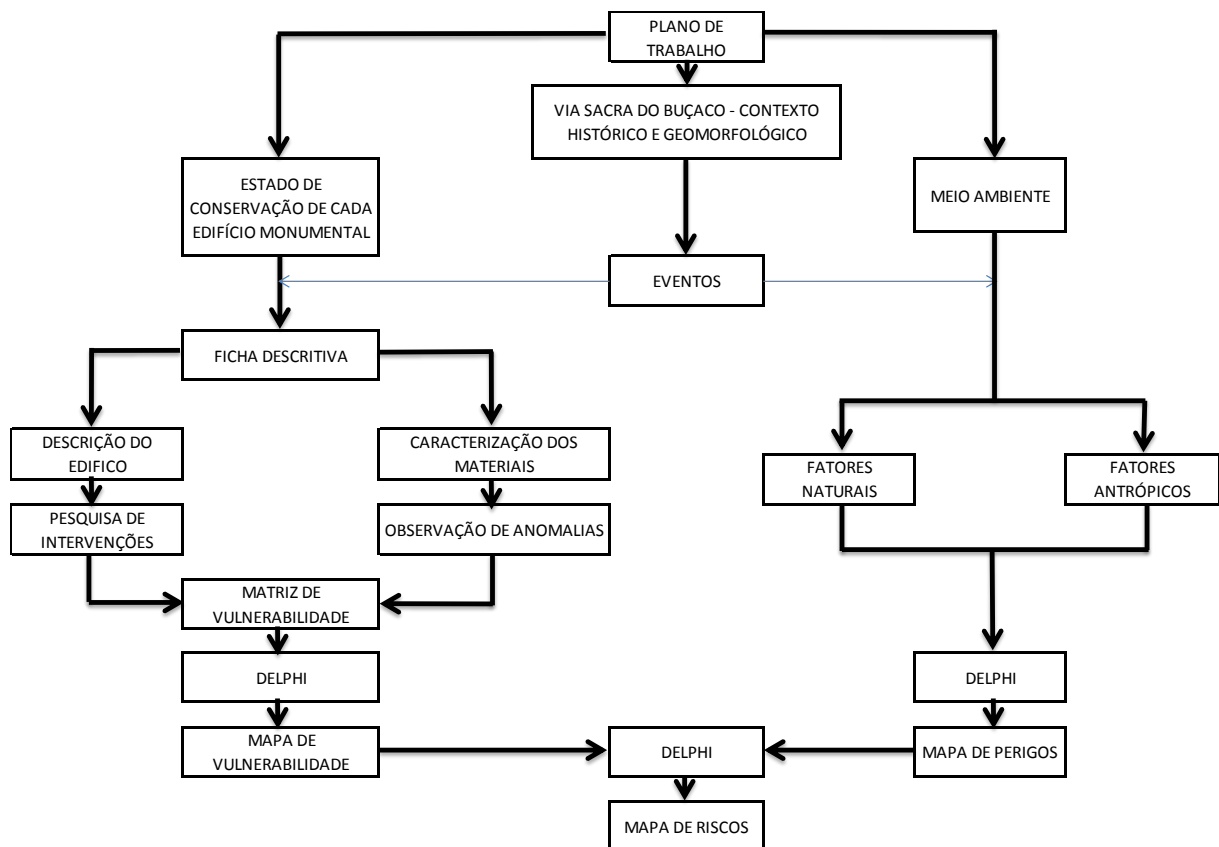 PLANO DE
TRABALHO
VIA SACRA DO BUÇACO - CONTEXTO
HISTÓRICO E GEOMORFOLÓGICO
ESTADO DE
CONSERVAÇÃO DE CADA
EDIFÍCIO MONUMENTAL
MEIO AMBIENTE
EVENTOS
FICHA DESCRITIVA
DESCRIÇÃO DO
EDIFICO
CARACTERIZAÇÃO DOS
MATERIAIS
FATORES
NATURAIS
FATORES
ANTRÓPICOS
PESQUISA DE
INTERVENÇÕES
OBSERVAÇÃO DE ANOMALIAS
MATRIZ DE
VULNERABILIDADE
DELPHI
DELPHI
MAPA DE
VULNERABILIDADE
DELPHI
MAPA DE PERIGOS
MAPA DE RISCOS